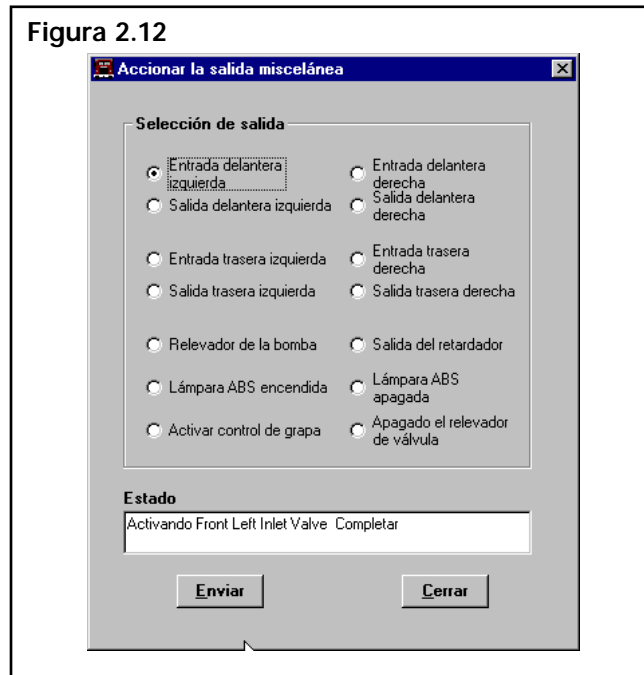 Figura 2.12
Accionar la salida miscelánea
Selección de salida
Entrada delantera
izquierda
Entrada delantera
derecha
Salida delantera izquierda
Salida delantera
derecha
Entrada trasera izquierda
Entrada trasera
derecha
Salida trasera izquierda
Salida trasera derecha
Relevador de la bomba
Salida del retardador
Lámpara ABS encendida
Lámpara ABS
apagada
Activar control de grapa
Apagado el relevador
de válvula
Estado
Activando Front Left Inlet Valve  Completar
Enviar
Cerrar